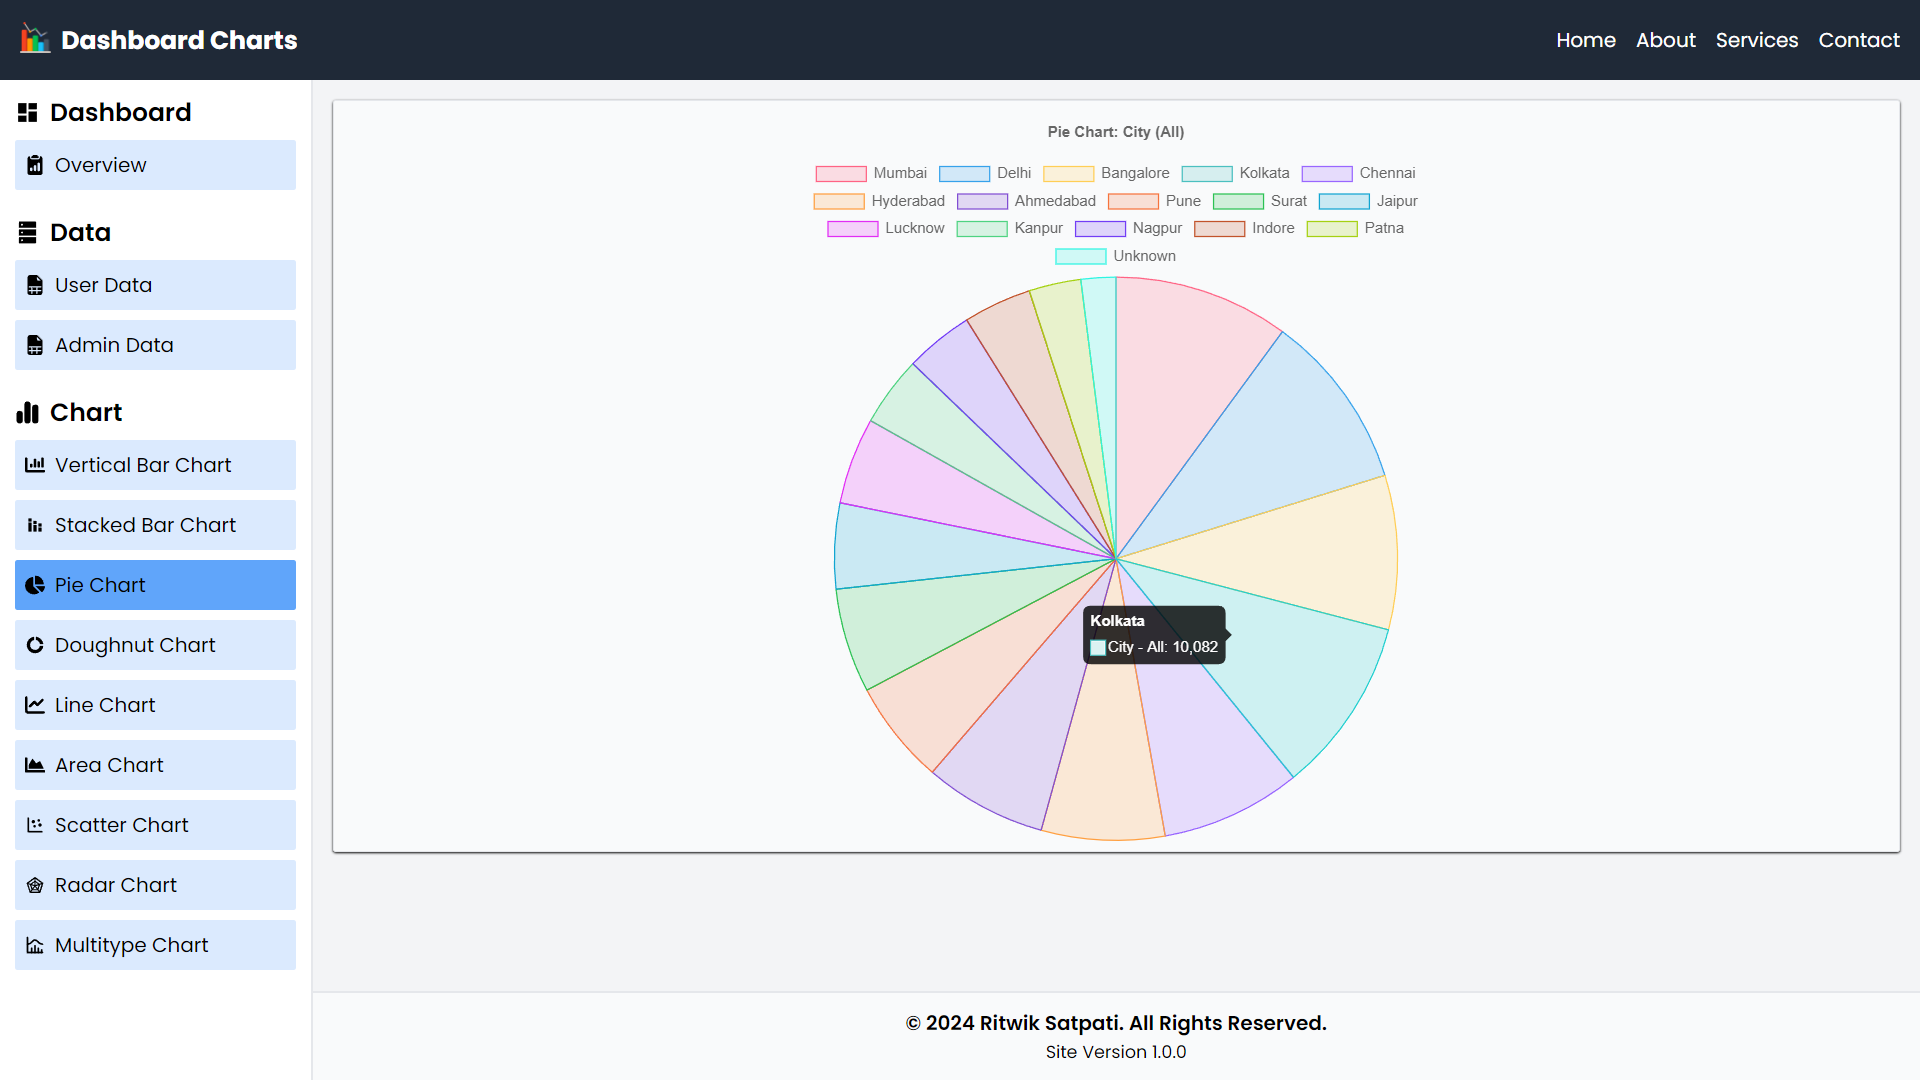 Dashboard Charts
Home About Services Contact
Dashboard
Overview
Data
User Data
Admin Data
Chart
Vertical Bar Chart
Stacked Bar Chart
Pie Chart
Doughnut Chart
Line Chart
Area Chart
Scatter Chart
Radar Chart
Multitype Chart
Pie Chart: City (All)
Mumbai Delhi Bangalore Kolkata Chennai
Hyderabad Ahmedabad Pune Surat Jaipur
Lucknow Kanpur Nagpur Indore Patna
Unknown
Kolkata
City - All: 10,082
© 2024 Ritwik Satpati. All Rights Reserved.
Site Version 1.0.0